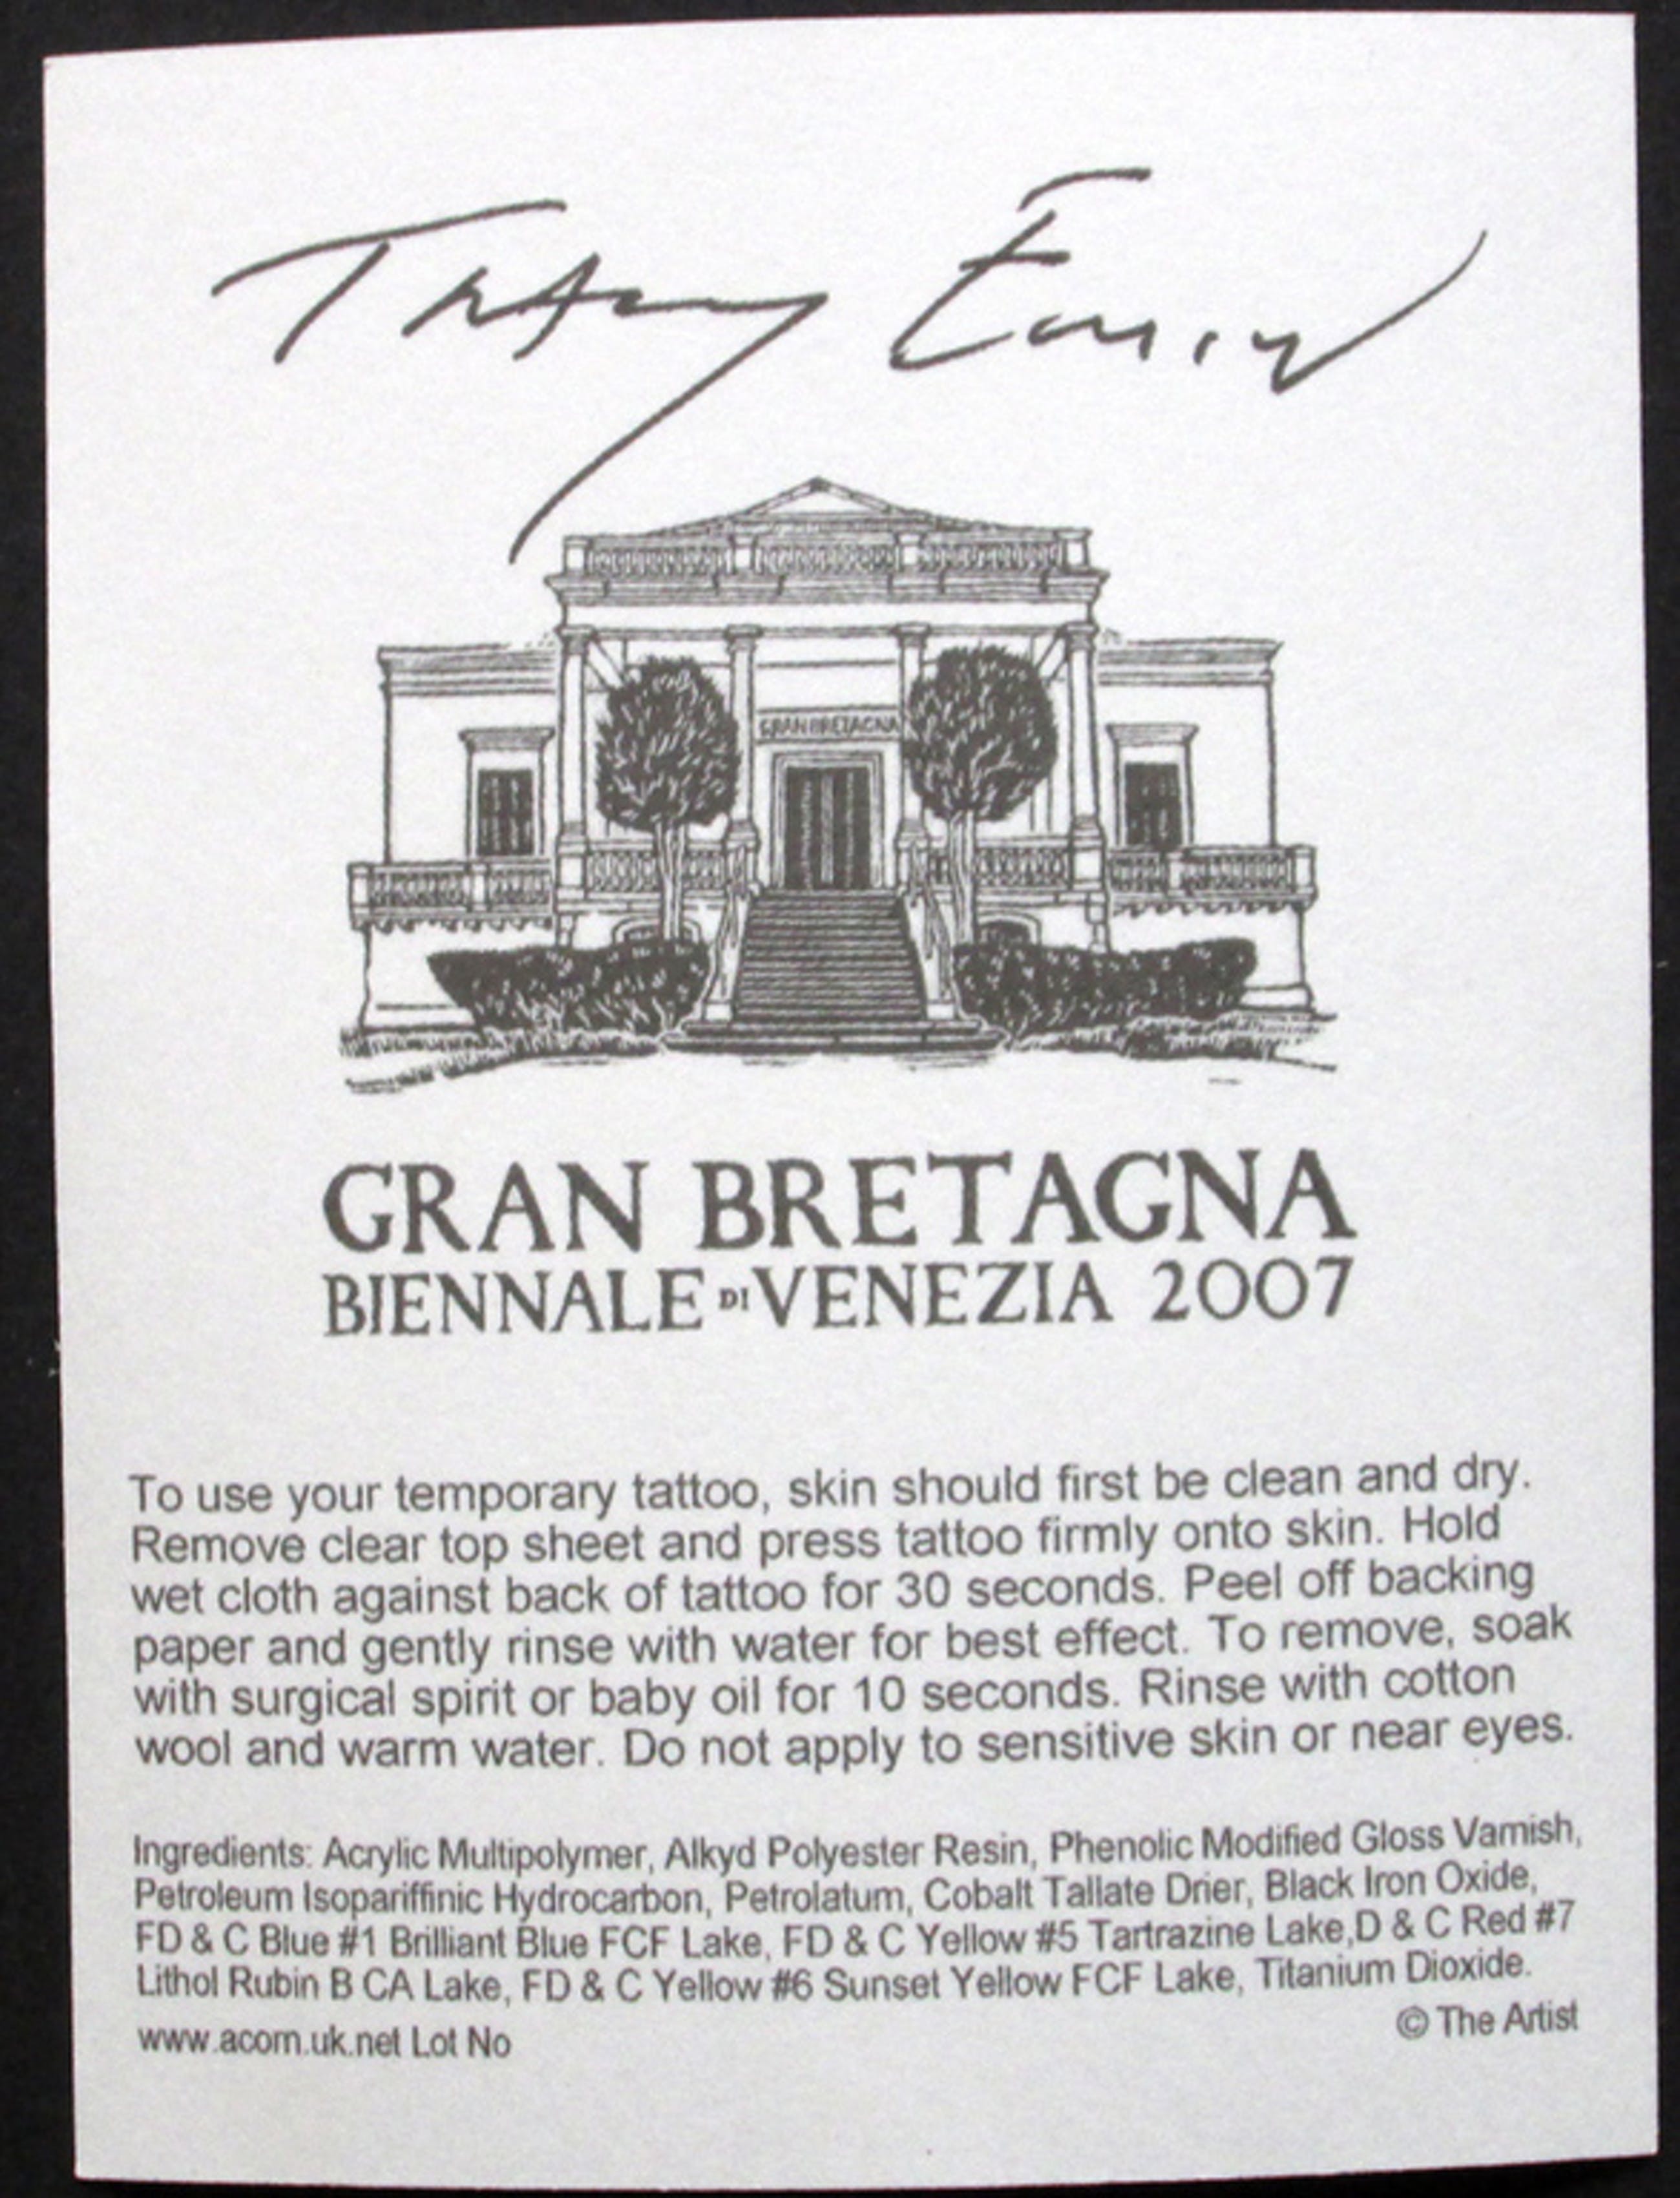 Tracey Emin
GRAN BRETAGNA
GRAN BRETAGNA
BIENNALE DI VENEZIA 2007
To use your temporary tattoo, skin should first be clean and dry.
Remove clear top sheet and press tattoo firmly onto skin. Hold
wet cloth against back of tattoo for 30 seconds. Peel off backing
paper and gently rinse with water for best effect. To remove, soak
with surgical spirit or baby oil for 10 seconds. Rinse with cotton
wool and warm water. Do not apply to sensitive skin or near eyes.
Ingredients: Acrylic Multipolymer, Alkyd Polyester Resin, Phenolic Modified Gloss Varnish,
Petroleum Isopariffinic Hydrocarbon, Petrolatum, Cobalt Tallate Drier, Black Iron Oxide,
FD & C Blue #1 Brilliant Blue FCF Lake, FD & C Yellow #5 Tartrazine Lake,D & C Red #7
Lithol Rubin B CA Lake, FD & C Yellow #6 Sunset Yellow FCF Lake, Titanium Dioxide.
© The Artist
www.acorn.uk.net Lot No